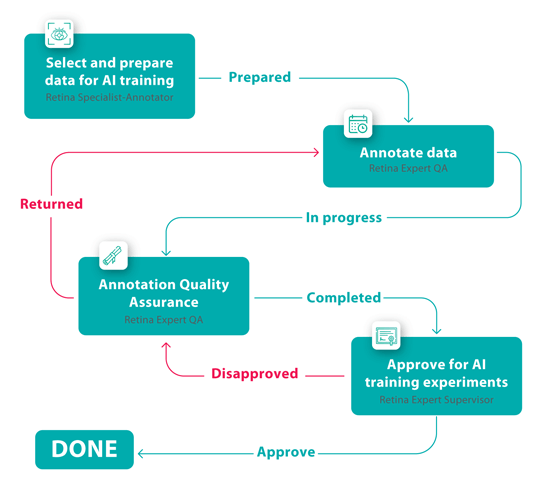 Select and prepare
data for AI training
Retina Specialist-Annotator
Prepared
Annotate data
Retina Expert QA
Returned
In progress
Annotation Quality
Assurance
Retina Expert QA
Completed
Approve for AI
training experiments
Retina Expert Supervisor
Disapproved
DONE
Approve